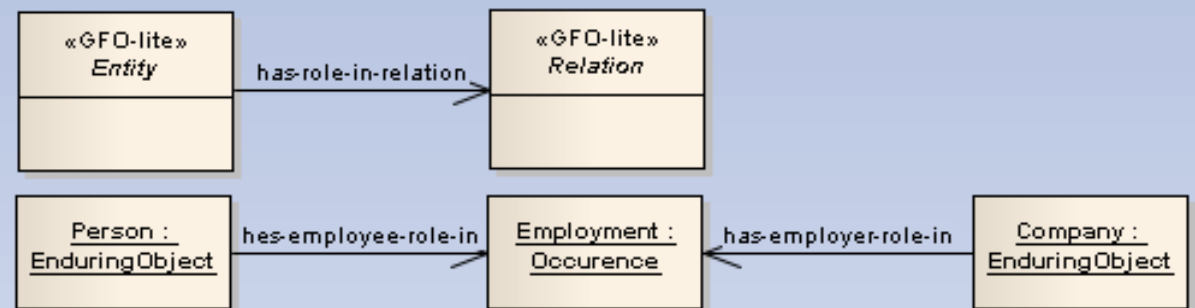 «GFO-lite»
Entity
has-role-in-relation
«GFO-lite»
Relation
Person :
EnduringObject
hes-employee-role-in
Employment :
Occurence
has-employer-role-in
Company :
EnduringObject